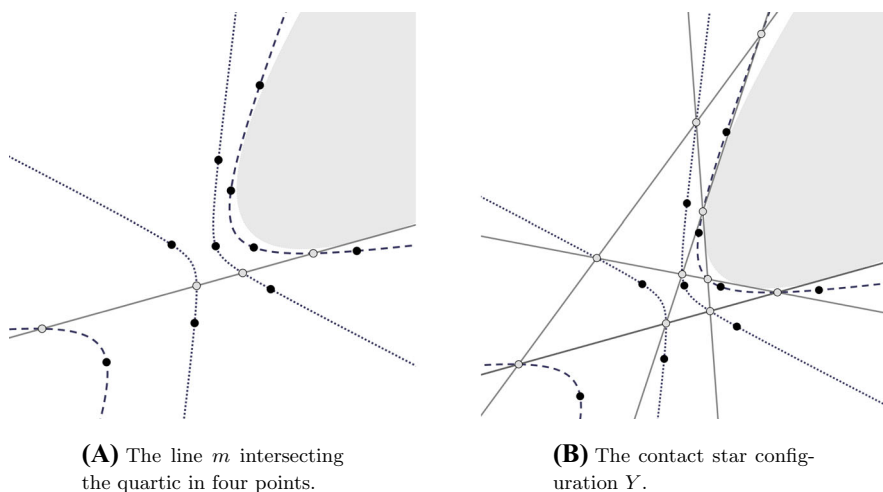 (A) The line m intersecting
the quartic in four points.
(B) The contact star config-
uration Y.